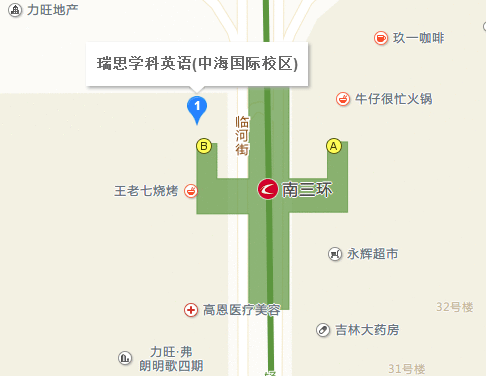 力旺地产
玖一咖啡
瑞思学科英语(中海国际校区)
牛仔很忙火锅
1
临河街
B
A
王老七烧烤
南三环
永辉超市
32号楼
高恩医疗美容
吉林大药房
力旺·弗
朗明歌四期
31号楼